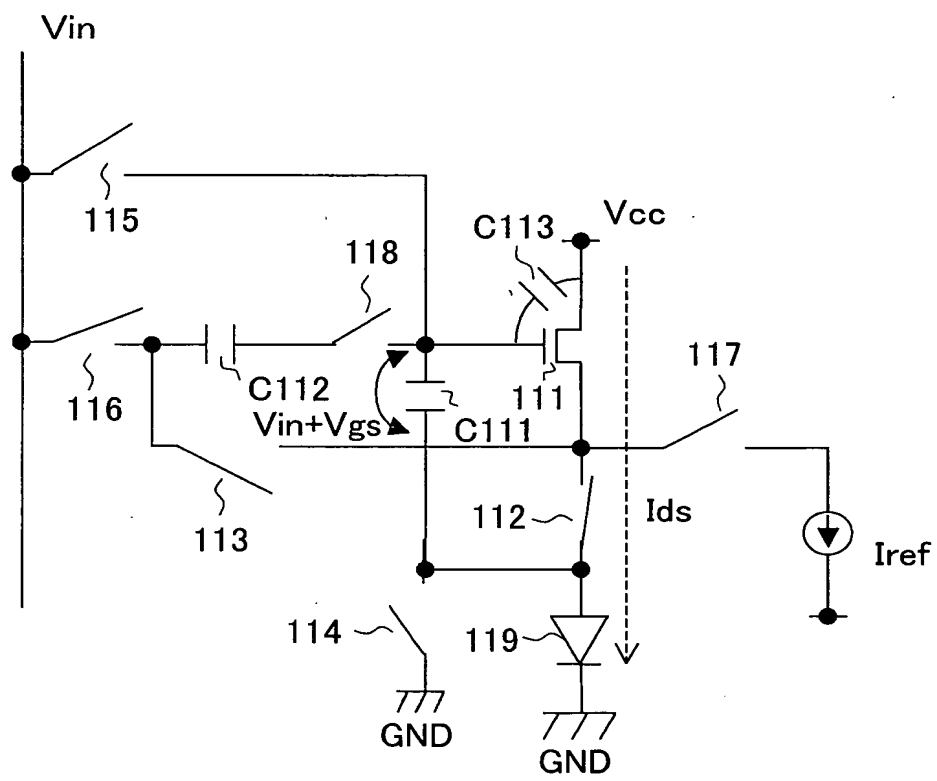 Vin
115
C113
Vcc
118
117
116
C112
111
Vin+Vgs
C111
113
112
Ids
Iref
114
119
GND
GND